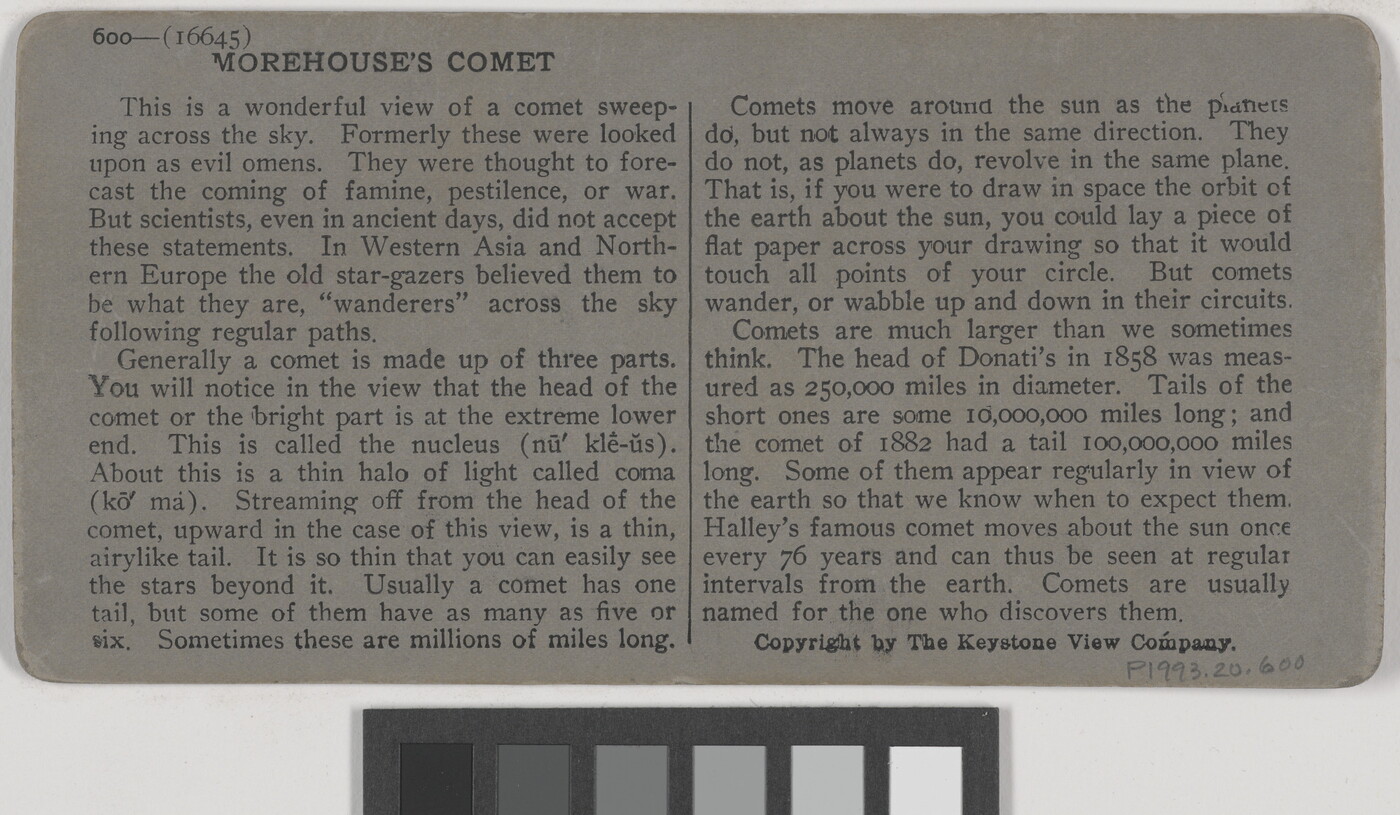 600—(16645)
MOREHOUSE'S COMET
This is a wonderful view of a comet sweep-
ing across the sky. Formerly these were looked
upon as evil omens. They were thought to fore-
cast the coming of famine, pestilence, or war.
But scientists, even in ancient days, did not accept
these statements. In Western Asia and North-
ern Europe the old star-gazers believed them to
be what they are, “wanderers” across the sky
following regular paths.
Generally a comet is made up of three parts.
You will notice in the view that the head of the
comet or the bright part is at the extreme lower
end. This is called the nucleus (nū′ klê-ŭs).
About this is a thin halo of light called coma
(kō′ má). Streaming off from the head of the
comet, upward in the case of this view, is a thin,
airylike tail. It is so thin that you can easily see
the stars beyond it. Usually a comet has one
tail, but some of them have as many as five or
six. Sometimes these are millions of miles long.
Comets move around the sun as the planets
do, but not always in the same direction. They
do not, as planets do, revolve in the same plane.
That is, if you were to draw in space the orbit of
the earth about the sun, you could lay a piece of
flat paper across your drawing so that it would
touch all points of your circle. But comets
wander, or wabble up and down in their circuits.
Comets are much larger than we sometimes
think. The head of Donati's in 1858 was meas-
ured as 250,000 miles in diameter. Tails of the
short ones are some 10,000,000 miles long; and
the comet of 1882 had a tail 100,000,000 miles
long. Some of them appear regularly in view of
the earth so that we know when to expect them.
Halley's famous comet moves about the sun once
every 76 years and can thus be seen at regular
intervals from the earth. Comets are usually
named for the one who discovers them.
Copyright by The Keystone View Company.
P1993.20.600